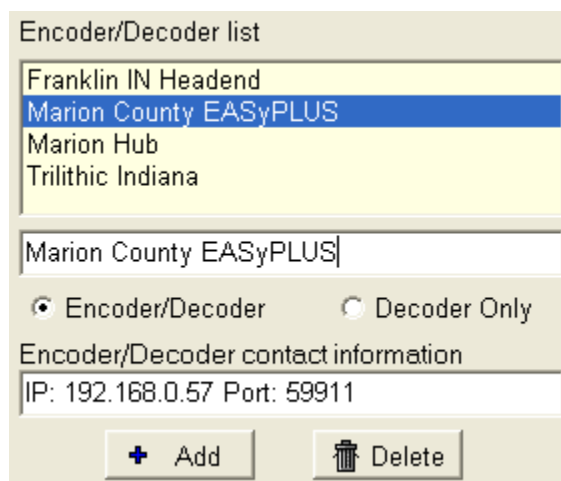 Encoder/Decoder list
Franklin IN Headend
Marion County EASyPLUS
Marion Hub
Trilithic Indiana
Marion County EASyPLUS
Encoder/Decoder Decoder Only
Encoder/Decoder contact information
IP: 192.168.0.57 Port: 59911
Add Delete